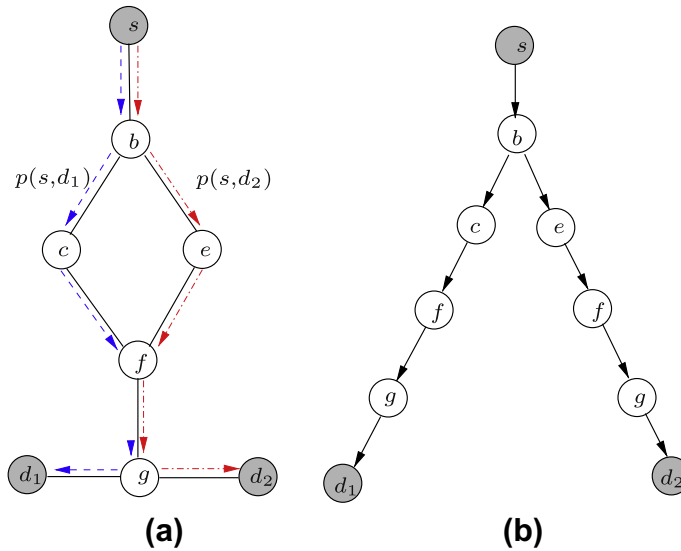 s
s
b
b
p(s,d₁)
p(s,d₂)
c
e
c
e
f
f
f
g
g
d₁
g
d₂
d₁
d₂
(a)
(b)